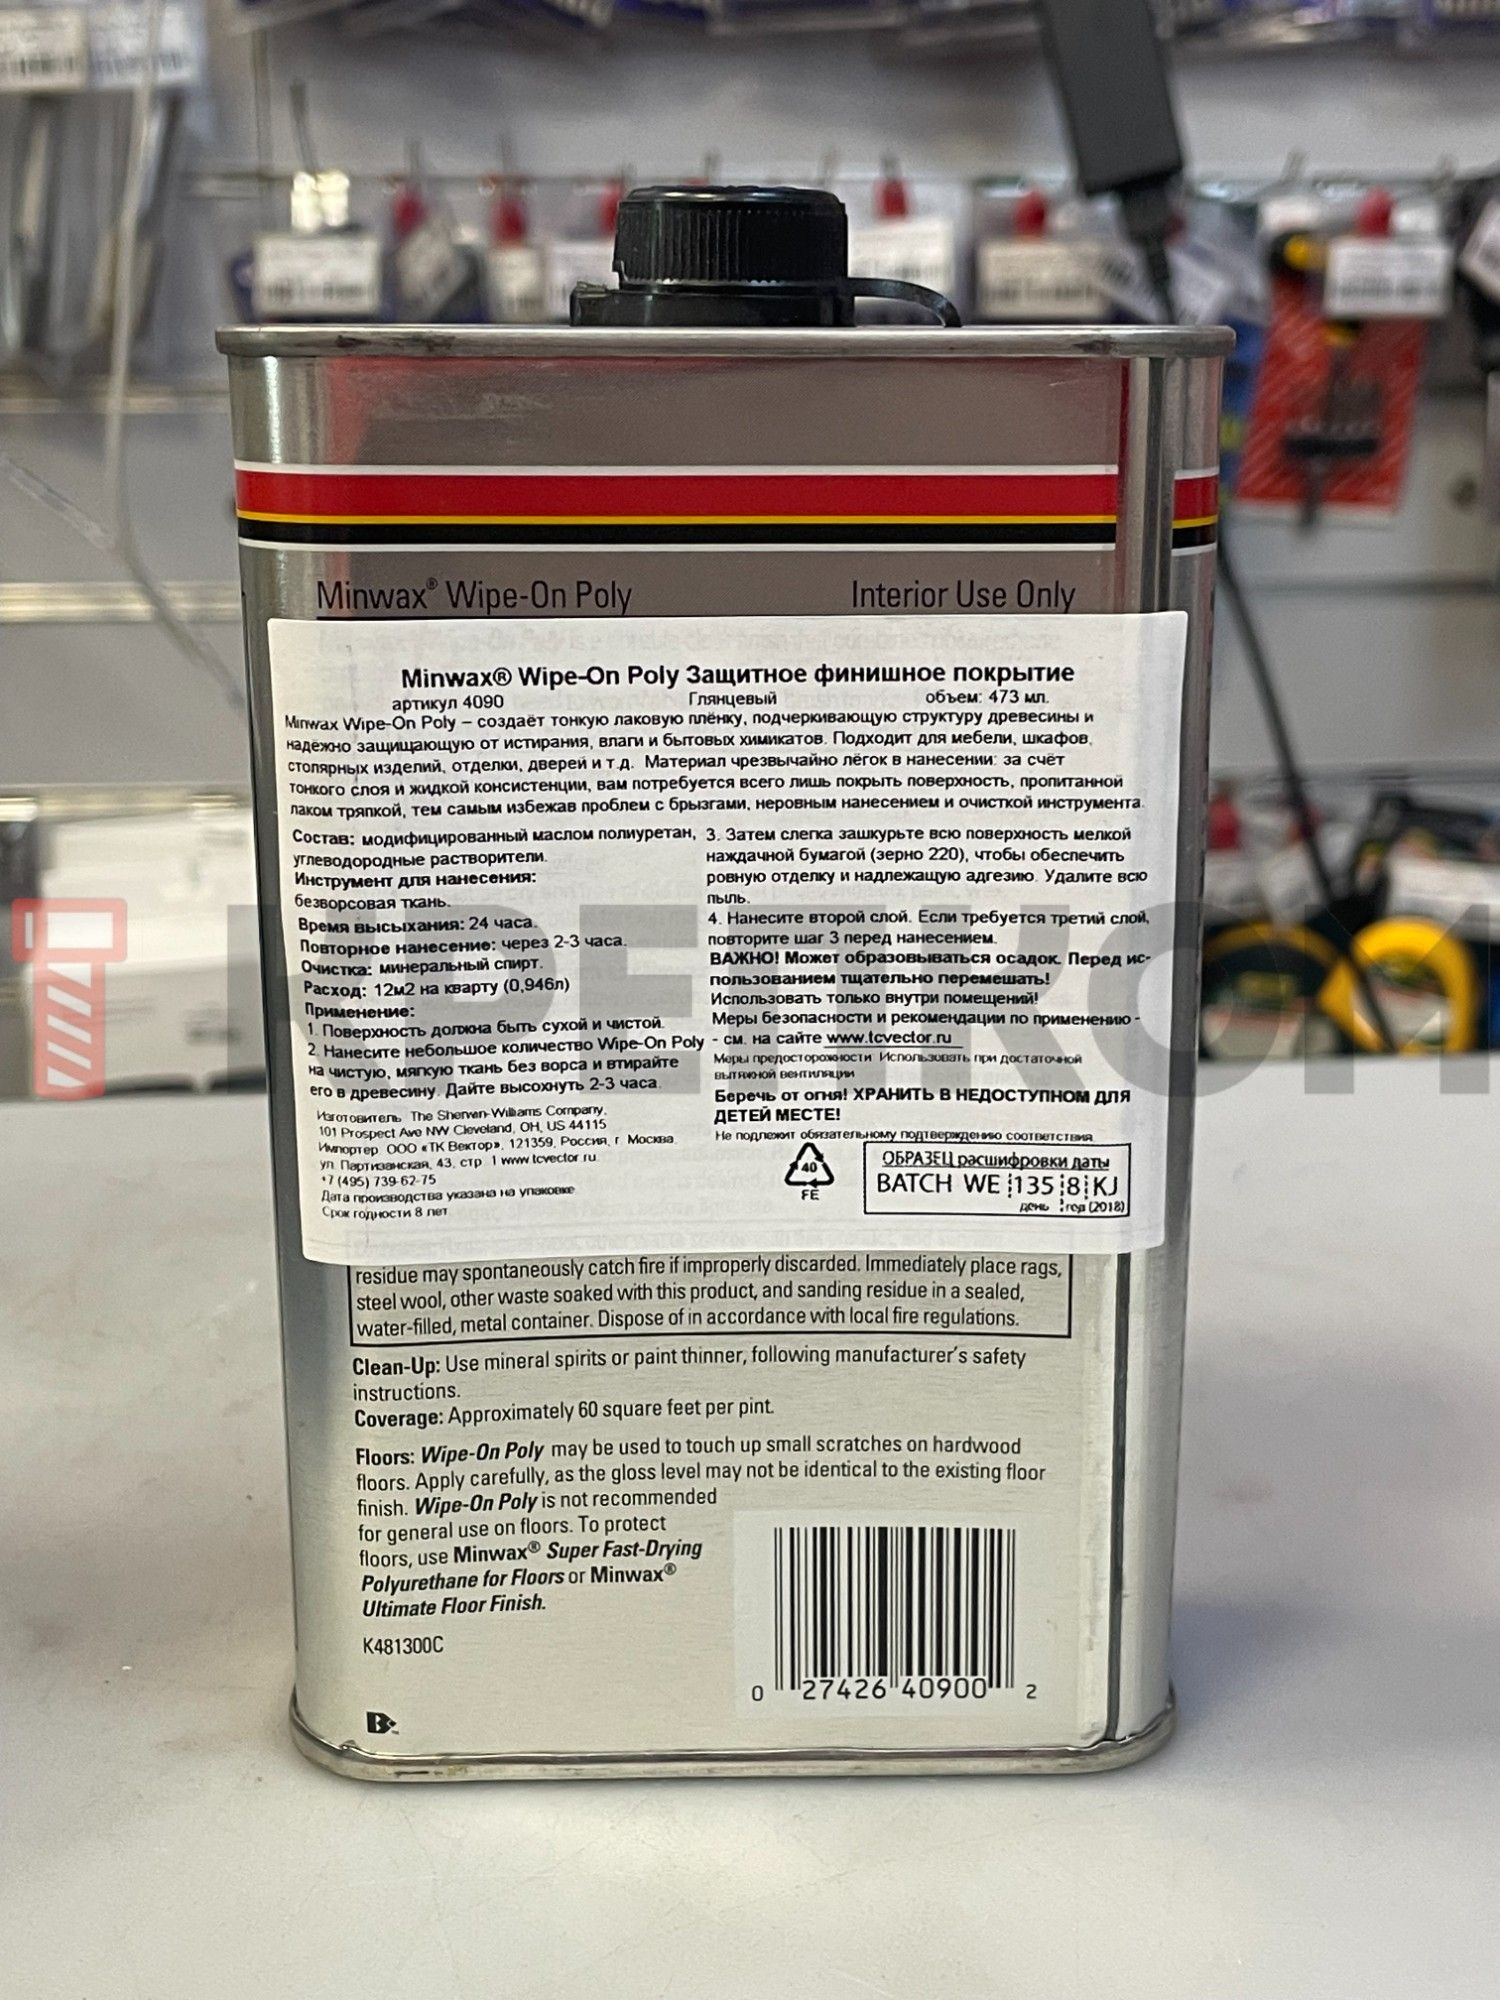 Minwax® Wipe-On Poly Interior Use Only
Minwax® Wipe-On Poly Защитное финишное покрытие
артикул 4090 Глянцевый объем: 473 мл.
Minwax Wipe-On Poly – создаёт тонкую лаковую плёнку, подчеркивающую структуру древесины и
надёжно защищающую от истирания, влаги и бытовых химикатов. Подходит для мебели, шкафов,
столярных изделий, отделки, дверей и т.д. Материал чрезвычайно лёгок в нанесении: за счёт
тонкого слоя и жидкой консистенции, вам потребуется всего лишь покрыть поверхность, пропитанной
лаком тряпкой, тем самым избежав проблем с брызгами, неровным нанесением и очисткой инструмента.
Состав: модифицированный маслом полиуретан,
углеводородные растворители.
Инструмент для нанесения:
безворсовая ткань.
Время высыхания: 24 часа.
Повторное нанесение: через 2-3 часа.
Очистка: минеральный спирт.
Расход: 12м2 на кварту (0,946л)
Применение:
1. Поверхность должна быть сухой и чистой.
2. Нанесите небольшое количество Wipe-On Poly
на чистую, мягкую ткань без ворса и втирайте
его в древесину. Дайте высохнуть 2-3 часа.
Изготовитель: The Sherwin-Williams Company,
101 Prospect Ave NW Cleveland, OH, US 44115
Импортер ООО «ТК Вектор», 121359, Россия, г. Москва
ул. Партизанская, 43, стр. 1 www.tcvector.ru
+7 (495) 739-62-75
Дата производства указана на упаковке
Срок годности 8 лет
3. Затем слегка зашкурьте всю поверхность мелкой
наждачной бумагой (зерно 220), чтобы обеспечить
ровную отделку и надлежащую адгезию. Удалите всю
пыль.
4. Нанесите второй слой. Если требуется третий слой,
повторите шаг 3 перед нанесением.
ВАЖНО! Может образовываться осадок. Перед ис-
пользованием тщательно перемешать!
Использовать только внутри помещений!
Меры безопасности и рекомендации по применению -
- см. на сайте www.tcvector.ru
Меры предосторожности Использовать при достаточной
вытяжной вентиляции
Беречь от огня! ХРАНИТЬ В НЕДОСТУПНОМ ДЛЯ
ДЕТЕЙ МЕСТЕ!
Не подлежит обязательному подтверждению соответствия
40
FE
ОБРАЗЕЦ расшифровки даты
BATCH WE 135 8 KJ
день год (2018)
residue may spontaneously catch fire if improperly discarded. Immediately place rags,
steel wool, other waste soaked with this product, and sanding residue in a sealed,
water-filled, metal container. Dispose of in accordance with local fire regulations.
Clean-Up: Use mineral spirits or paint thinner, following manufacturer's safety
instructions.
Coverage: Approximately 60 square feet per pint.
Floors: Wipe-On Poly may be used to touch up small scratches on hardwood
floors. Apply carefully, as the gloss level may not be identical to the existing floor
finish. Wipe-On Poly is not recommended
for general use on floors. To protect
floors, use Minwax® Super Fast-Drying
Polyurethane for Floors or Minwax®
Ultimate Floor Finish.
K481300C
0 27426 40900 2